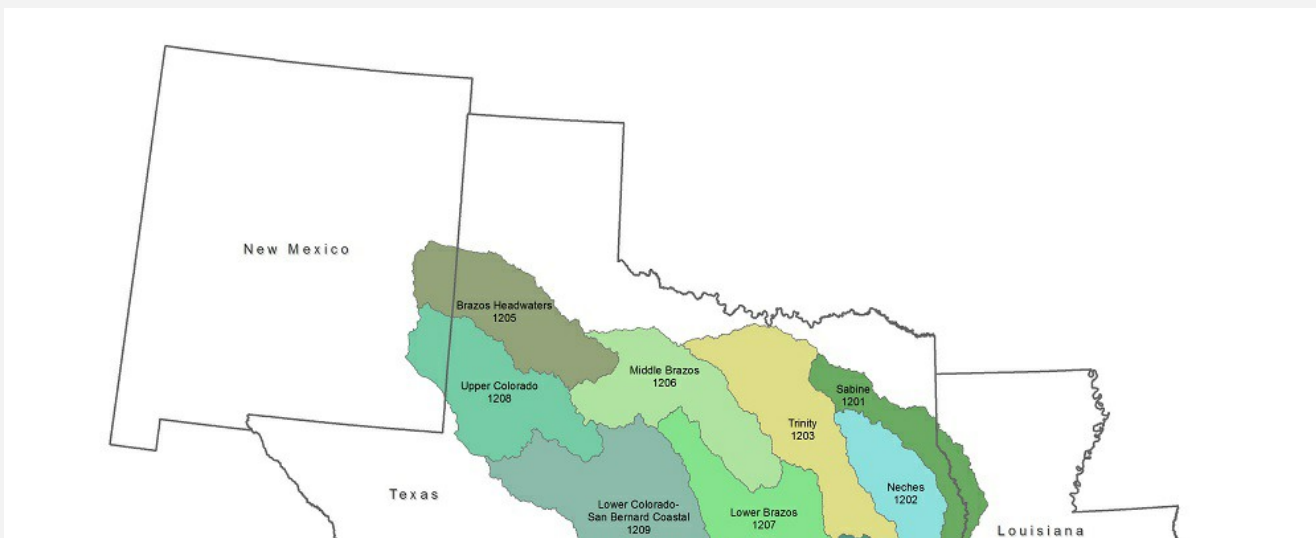 New Mexico
Brazos Headwaters
1205
Middle Brazos
1206
Upper Colorado
1208
Sabine
1201
Trinity
1203
Neches
1202
Texas
Lower Colorado-
San Bernard Coastal
1209
Lower Brazos
1207
Louisiana